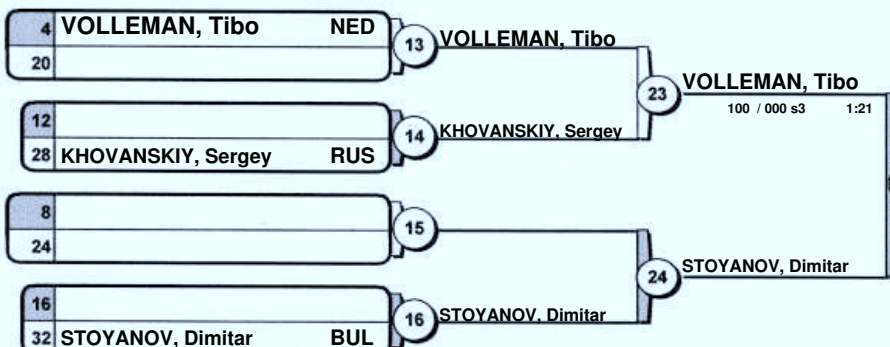 4 VOLLEMAN, Tibo NED
20
13 VOLLEMAN, Tibo
12
28 KHOVANSKIY, Sergey RUS
14 KHOVANSKIY, Sergey
23 VOLLEMAN, Tibo
100 / 000 s3 1:21
8
24
15
16
32 STOYANOV, Dimitar BUL
16 STOYANOV, Dimitar
24 STOYANOV, Dimitar